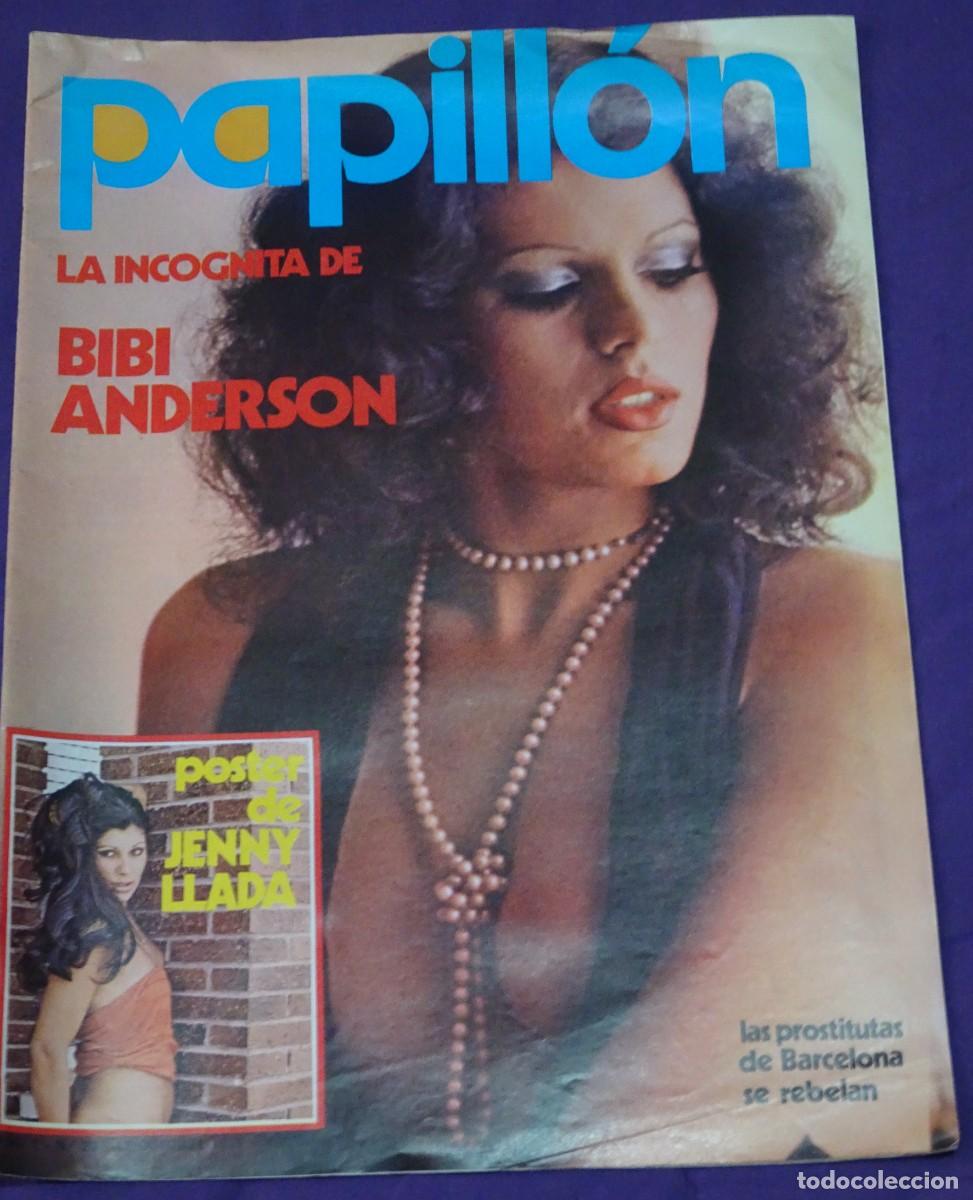 papillón
LA INCOGNITA DE
BIBI
ANDERSON
poster
de
JENNY
LLADA
las prostitutas
de Barcelona
se rebelan
todocoleccion